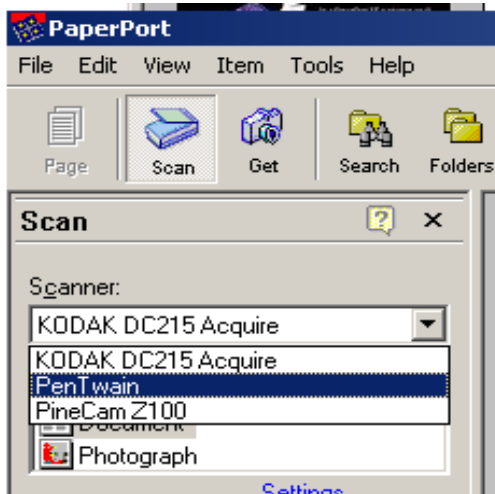 PaperPort
File Edit View Item Tools Help
Page Scan Get Search Folders
Scan
Scanner:
KODAK DC215 Acquire
KODAK DC215 Acquire
PenTwain
PineCam Z100
Document
Photograph
Settings